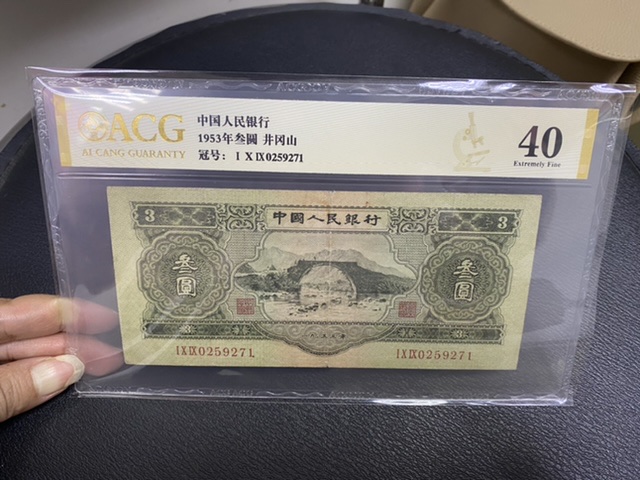 ACG
AI CANG GUARANTY
中国人民银行
1953年叁圓 井冈山
冠号: I X IX 0259271
40
Extremely Fine
3
中國人民銀行
3
叁圓
叁圓
IXIX0259271
IXIX0259271